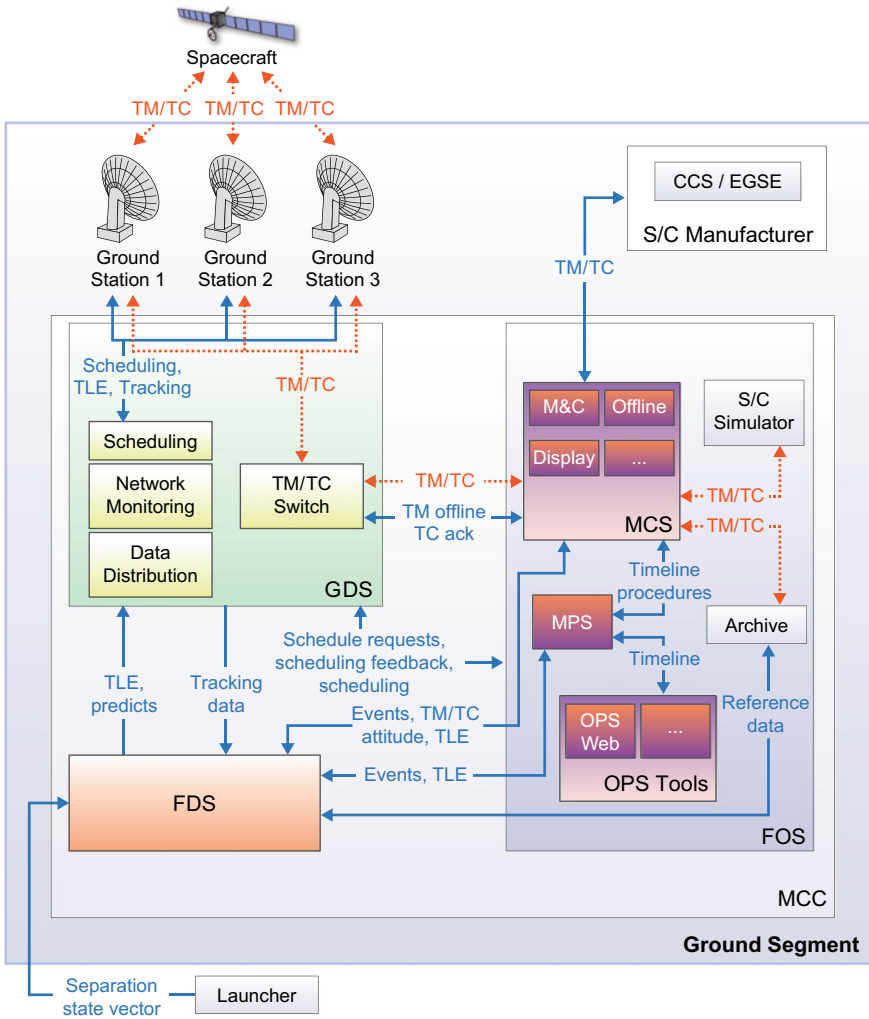 Spacecraft
TM/TC
TM/TC
TM/TC
CCS / EGSE
S/C Manufacturer
Ground
Station 1
Ground
Station 2
Ground
Station 3
TM/TC
Scheduling,
TLE, Tracking
TM/TC
Scheduling
Network
Monitoring
Data
Distribution
TM/TC
Switch
GDS
TM/TC
TM offline
TC ack
M&C
Offline
Display
...
MCS
S/C
Simulator
TM/TC
TM/TC
Timeline
procedures
MPS
Archive
Timeline
Schedule requests,
scheduling feedback,
scheduling
TLE,
predicts
Tracking
data
Events, TM/TC
attitude, TLE
Reference
data
OPS
Web
...
OPS Tools
Events, TLE
FDS
FOS
MCC
Ground Segment
Separation
state vector
Launcher